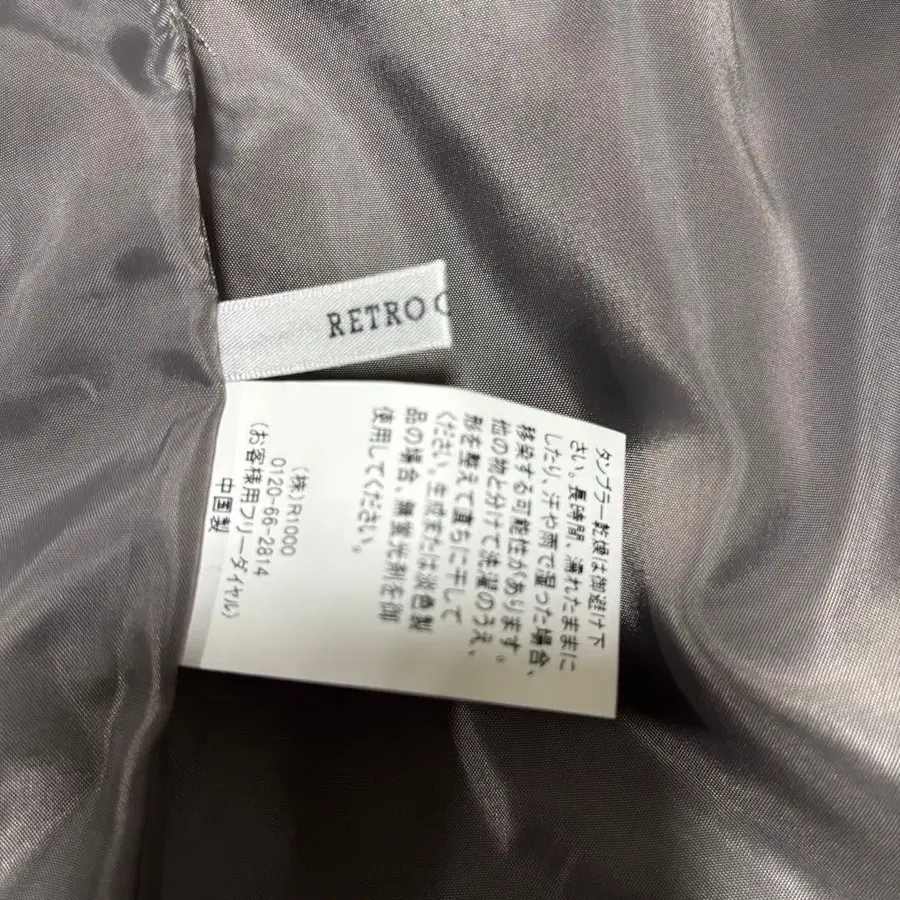 RETRO
タンブラー乾燥は御避け下
さい。長時間、濡れたままに
したり、汗や雨で湿った場合、
移染する可能性があります。
他の物と分けて洗濯のうえ、
形を整えて直ちに干して
ください。生成または淡色製
品の場合、無蛍光剤を御
使用してください。
(株)R1000
0120-66-2814
(お客様用フリーダイヤル)
中国製